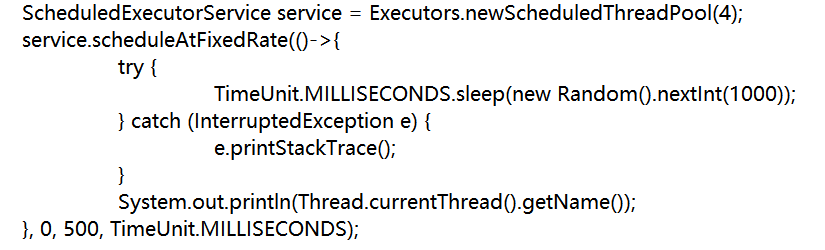 ScheduledExecutorService service = Executors.newScheduledThreadPool(4);
service.scheduleAtFixedRate(()->{
try {
TimeUnit.MILLISECONDS.sleep(new Random().nextInt(1000));
} catch (InterruptedException e) {
e.printStackTrace();
}
System.out.println(Thread.currentThread().getName());
}, 0, 500, TimeUnit.MILLISECONDS);